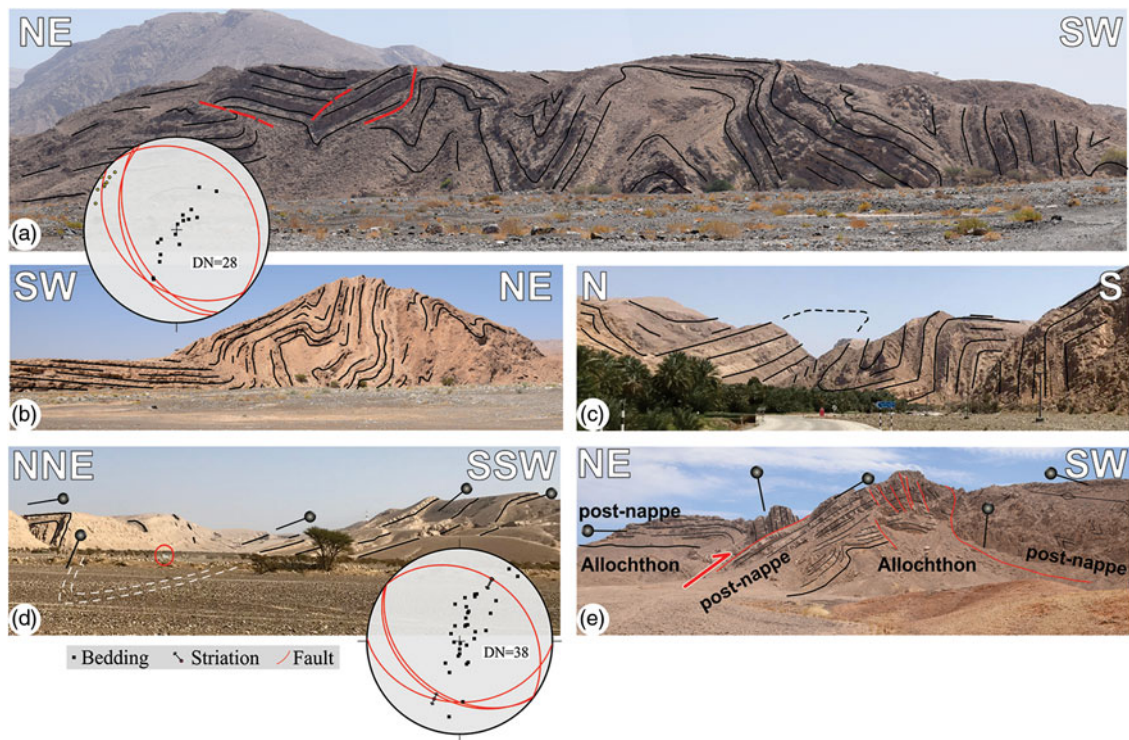 NE SW
(a)
DN=28
SW NE
(b)
N S
(c)
NNE SSW
(d)
DN=38
Bedding Striation Fault
NE SW
post-nappe
Allochthon
post-nappe
Allochthon
post-nappe
(e)